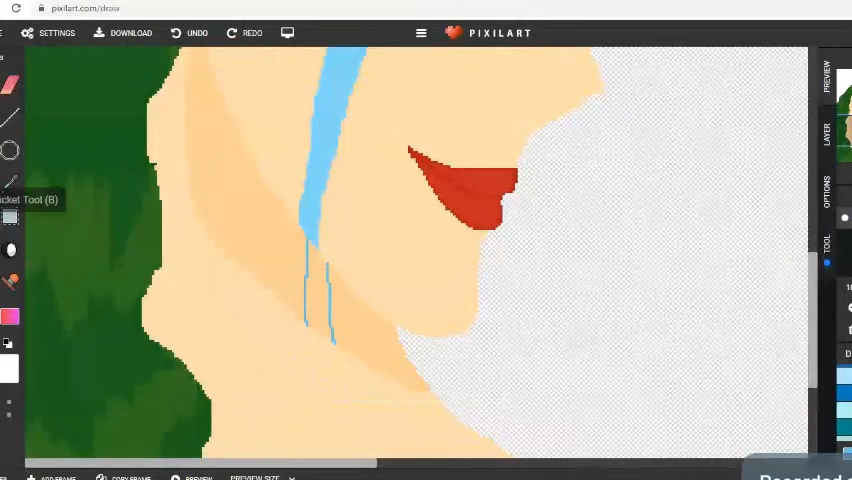 pixilart.com/draw
SETTINGS
DOWNLOAD
UNDO
REDO
PIXILART
PREVIEW
LAYER
OPTIONS
TOOL
cket Tool (B)
ADD FRAME
COPY FRAME
PREVIEW
PREVIEW SIZE
Recorded